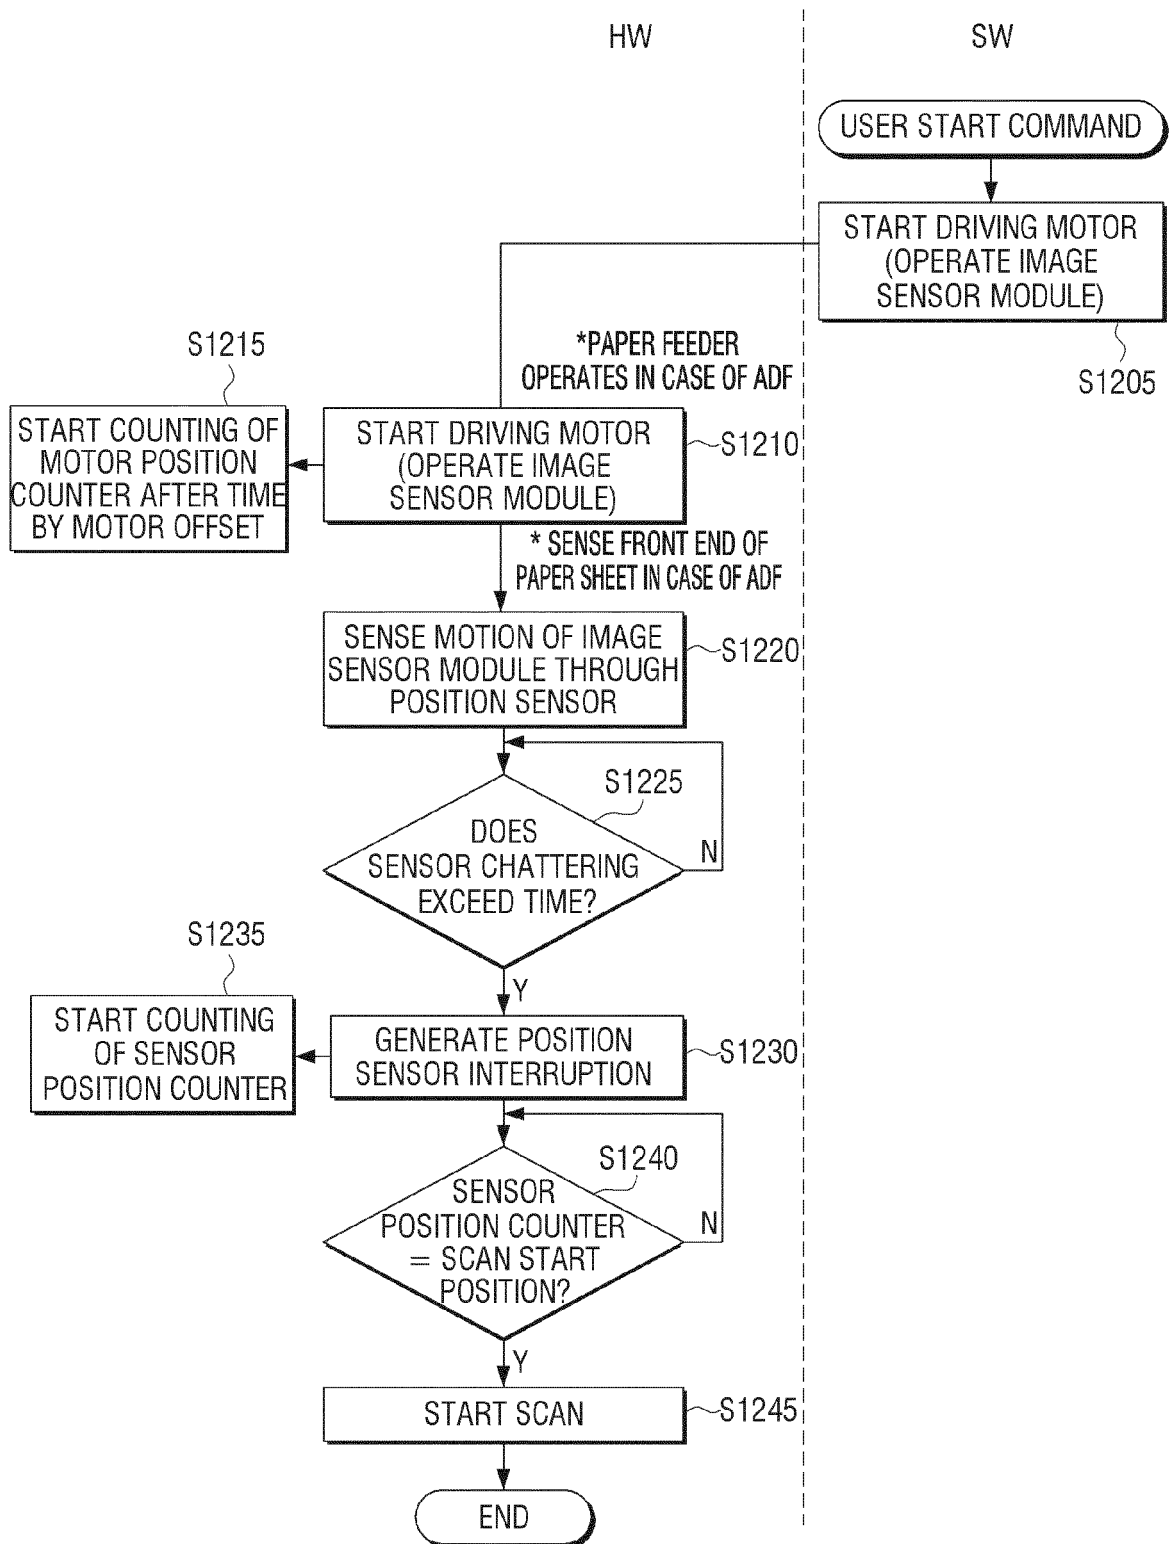 HW
SW
USER START COMMAND
START DRIVING MOTOR
(OPERATE IMAGE
SENSOR MODULE)
S1205
*PAPER FEEDER
OPERATES IN CASE OF ADF
S1215
START COUNTING OF
MOTOR POSITION
COUNTER AFTER TIME
BY MOTOR OFFSET
START DRIVING MOTOR
(OPERATE IMAGE
SENSOR MODULE)
S1210
* SENSE FRONT END OF
PAPER SHEET IN CASE OF ADF
SENSE MOTION OF IMAGE
SENSOR MODULE THROUGH
POSITION SENSOR
S1220
S1225
DOES
SENSOR CHATTERING
EXCEED TIME?
N
Y
S1235
START COUNTING
OF SENSOR
POSITION COUNTER
GENERATE POSITION
SENSOR INTERRUPTION
S1230
S1240
SENSOR
POSITION COUNTER
= SCAN START
POSITION?
N
Y
START SCAN
S1245
END